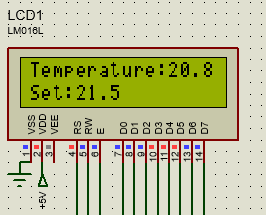 LCD1
LM016L
Temperature:20.8
Set:21.5
VSS
VDD
VEE
RS
RW
E
D0
D1
D2
D3
D4
D5
D6
D7
1
2
3
4
5
6
7
8
9
10
11
12
13
14
+5V